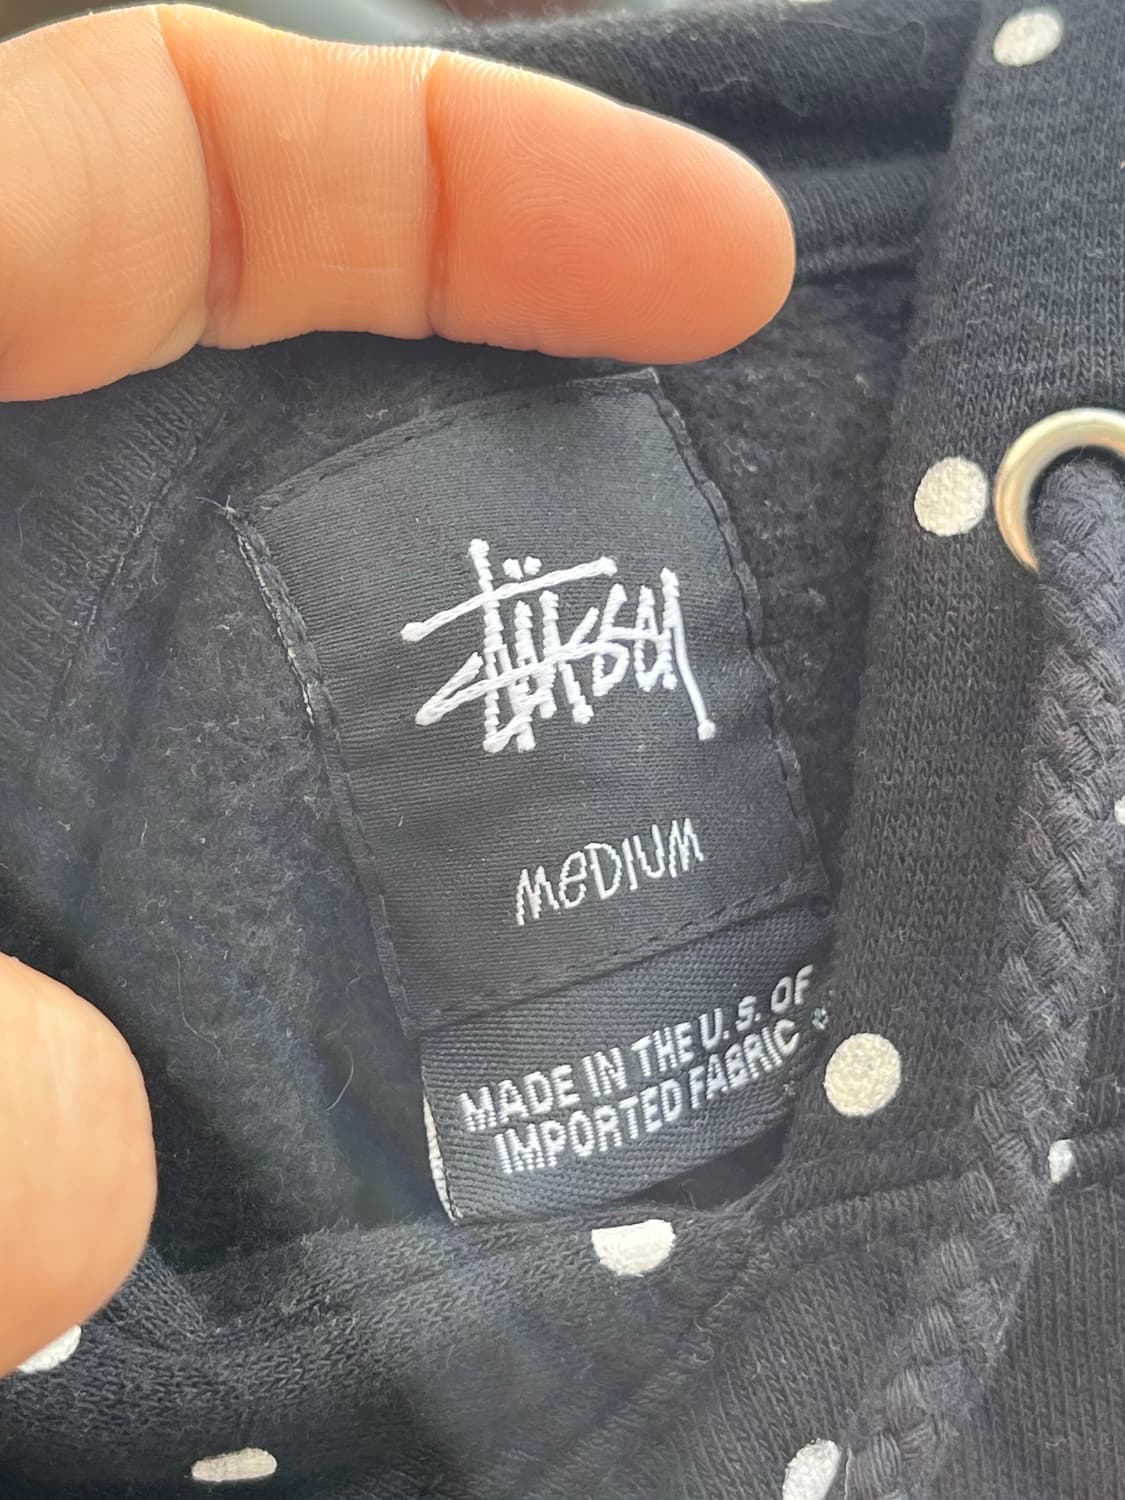 Stüssy
MeDIUM
MADE IN THE U.S. OF
IMPORTED FABRIC